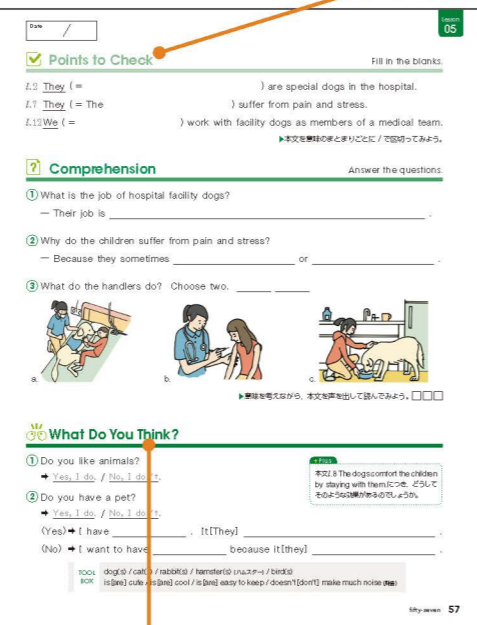 Date /
Lesson
05
Points to Check
Fill in the blanks.
L.2 They ( = ) are special dogs in the hospital.
L.7 They ( = The ) suffer from pain and stress.
L.12 We ( = ) work with facility dogs as members of a medical team.
▶本文を意味のまとまりごとに / で区切ってみよう。
? Comprehension
Answer the questions.
① What is the job of hospital facility dogs?
— Their job is .
② Why do the children suffer from pain and stress?
— Because they sometimes or .
③ What do the handlers do? Choose two.
a.
b.
c.
▶意味を考えながら、本文を声を出して読んでみよう。□□□
What Do You Think?
① Do you like animals?
➡ Yes, I do. / No, I don't.
② Do you have a pet?
➡ Yes, I do. / No, I don't.
(Yes) ➡ I have . It[They] .
(No) ➡ I want to have because it[they] .
+ Plus
本文L.8 The dogs comfort the children
by staying with them.につき、どうして
そのような効果があるのでしょうか。
TOOL BOX
dog(s) / cat(s) / rabbit(s) / hamster(s) (ハムスター) / bird(s)
is[are] cute / is[are] cool / is[are] easy to keep / doesn't[don't] make much noise (騒音)
fifty-seven 57